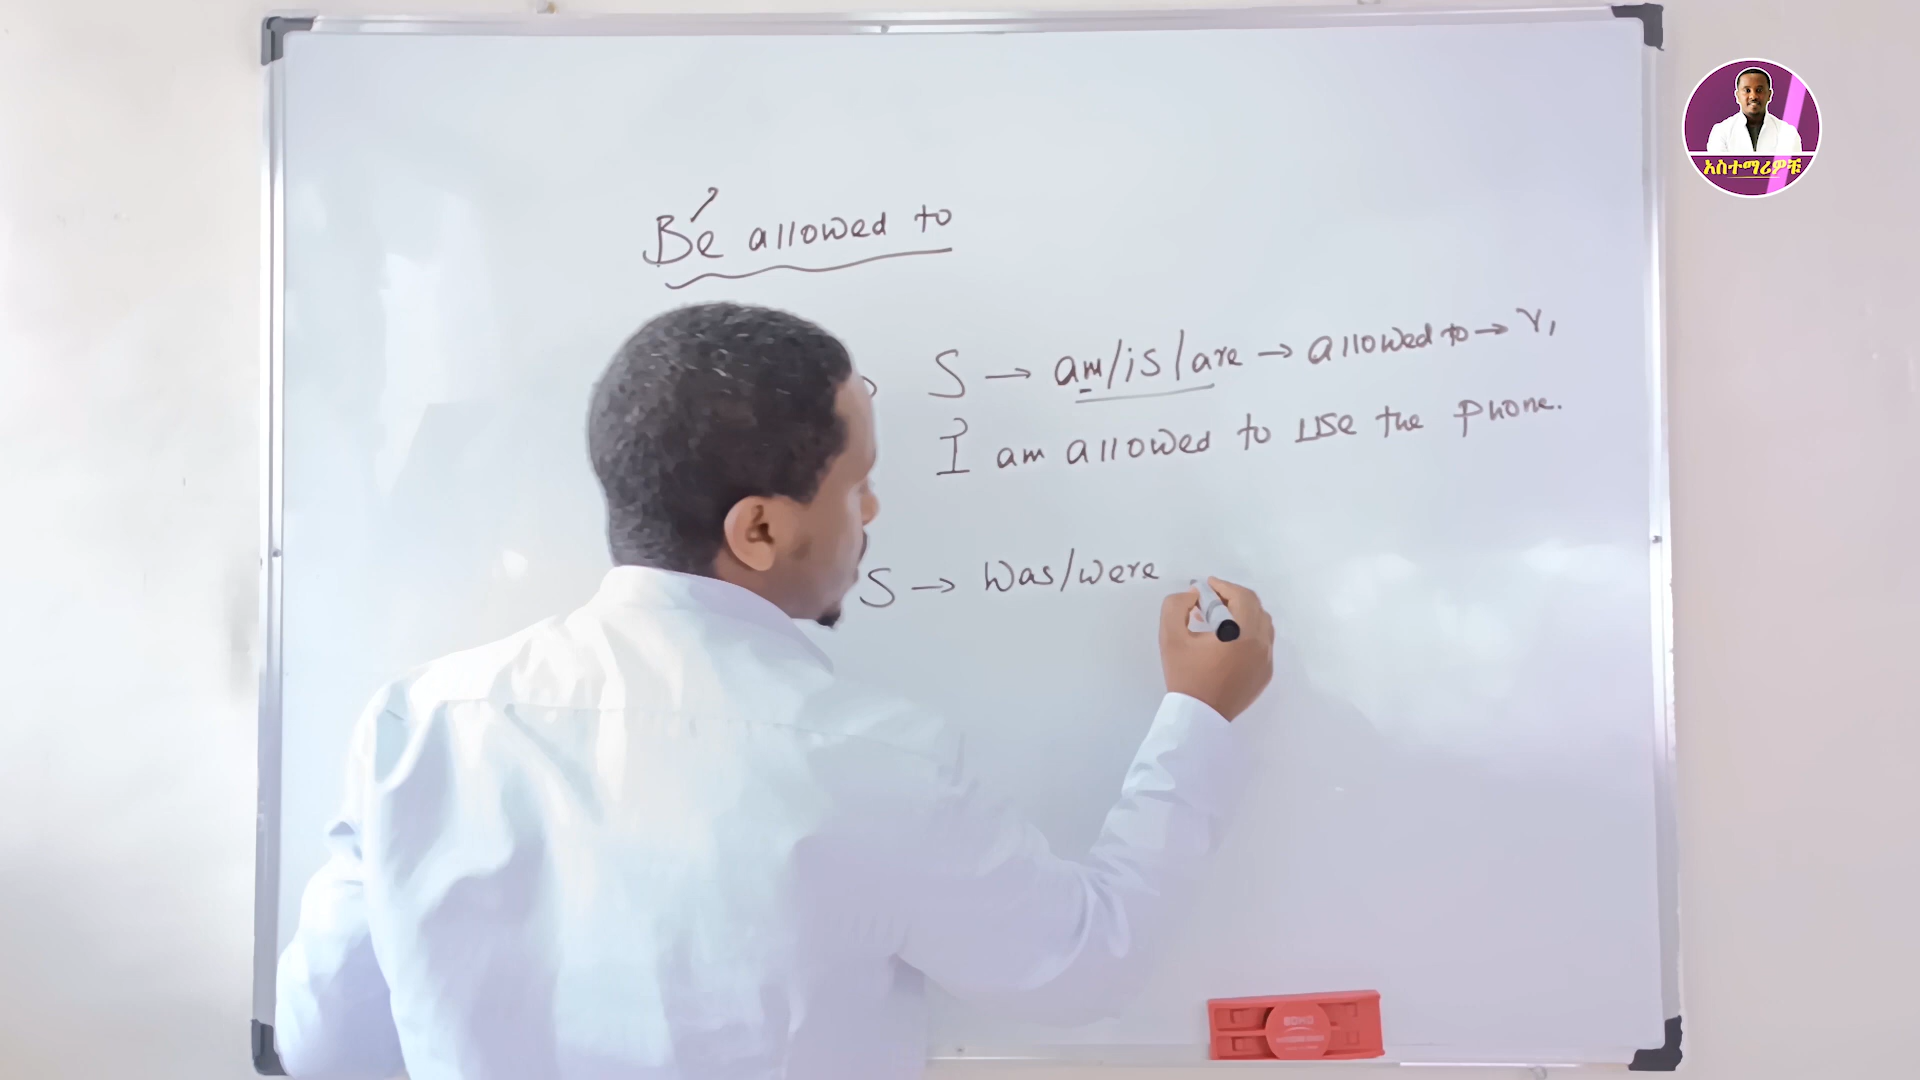 አስተማሪዎቹ
Be allowed to
S → am/is/are → allowed to → V1
I am allowed to use the phone.
S → was/were